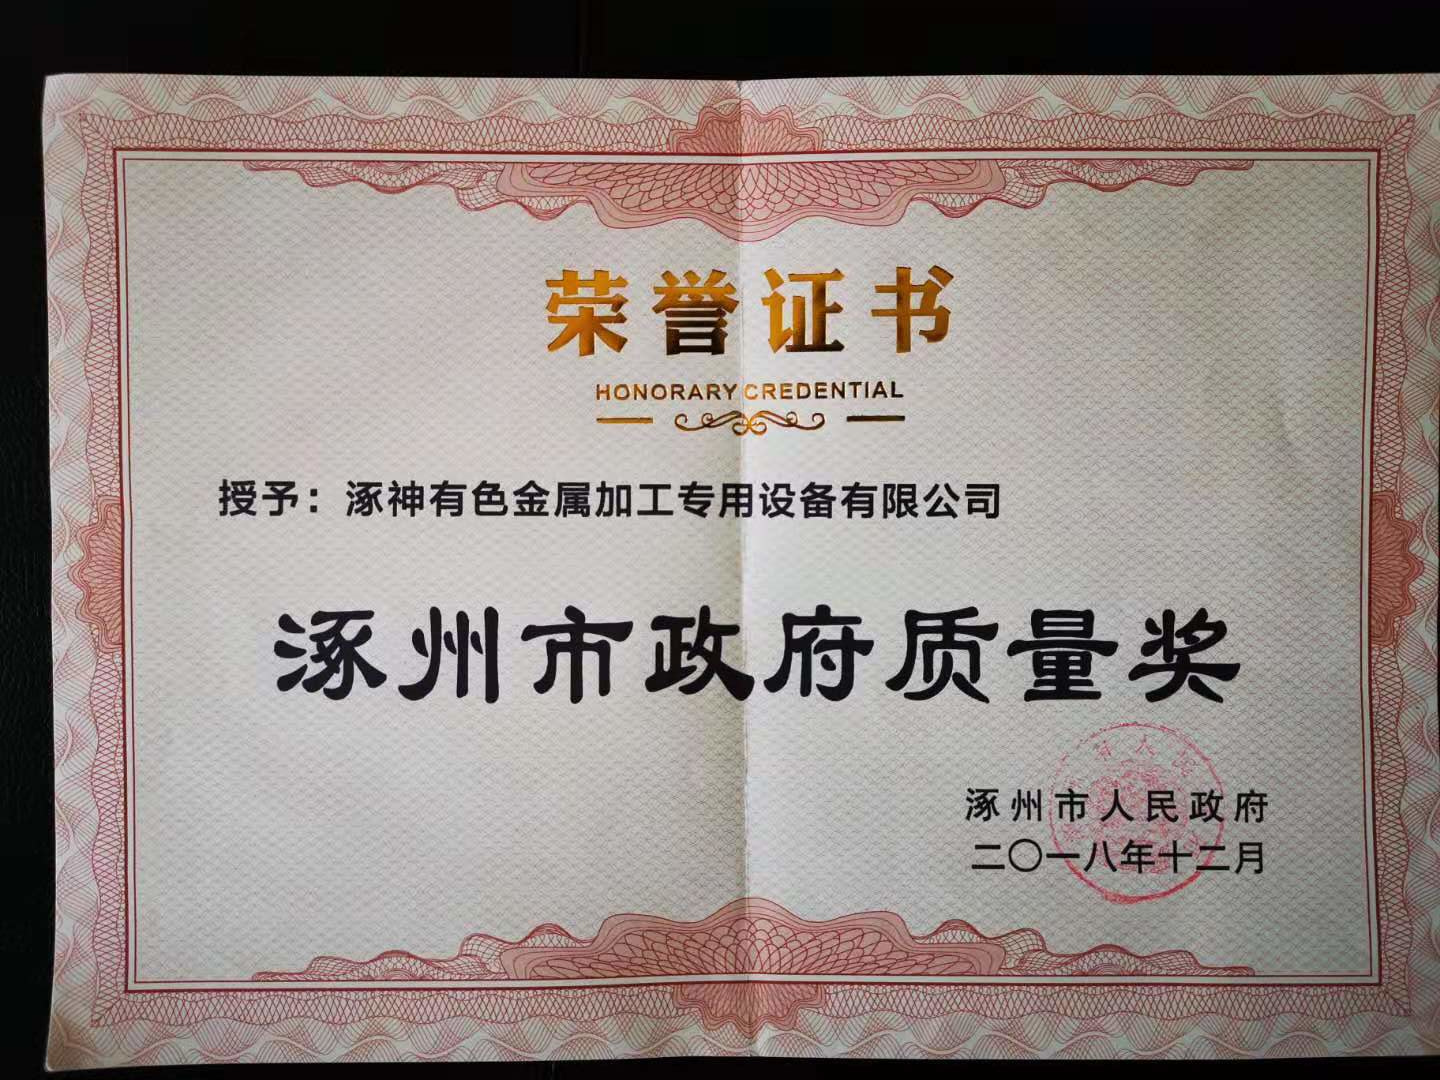 荣誉证书
HONORARY CREDENTIAL
授予：涿神有色金属加工专用设备有限公司
涿州市政府质量奖
涿州市人民政府
二〇一八年十二月